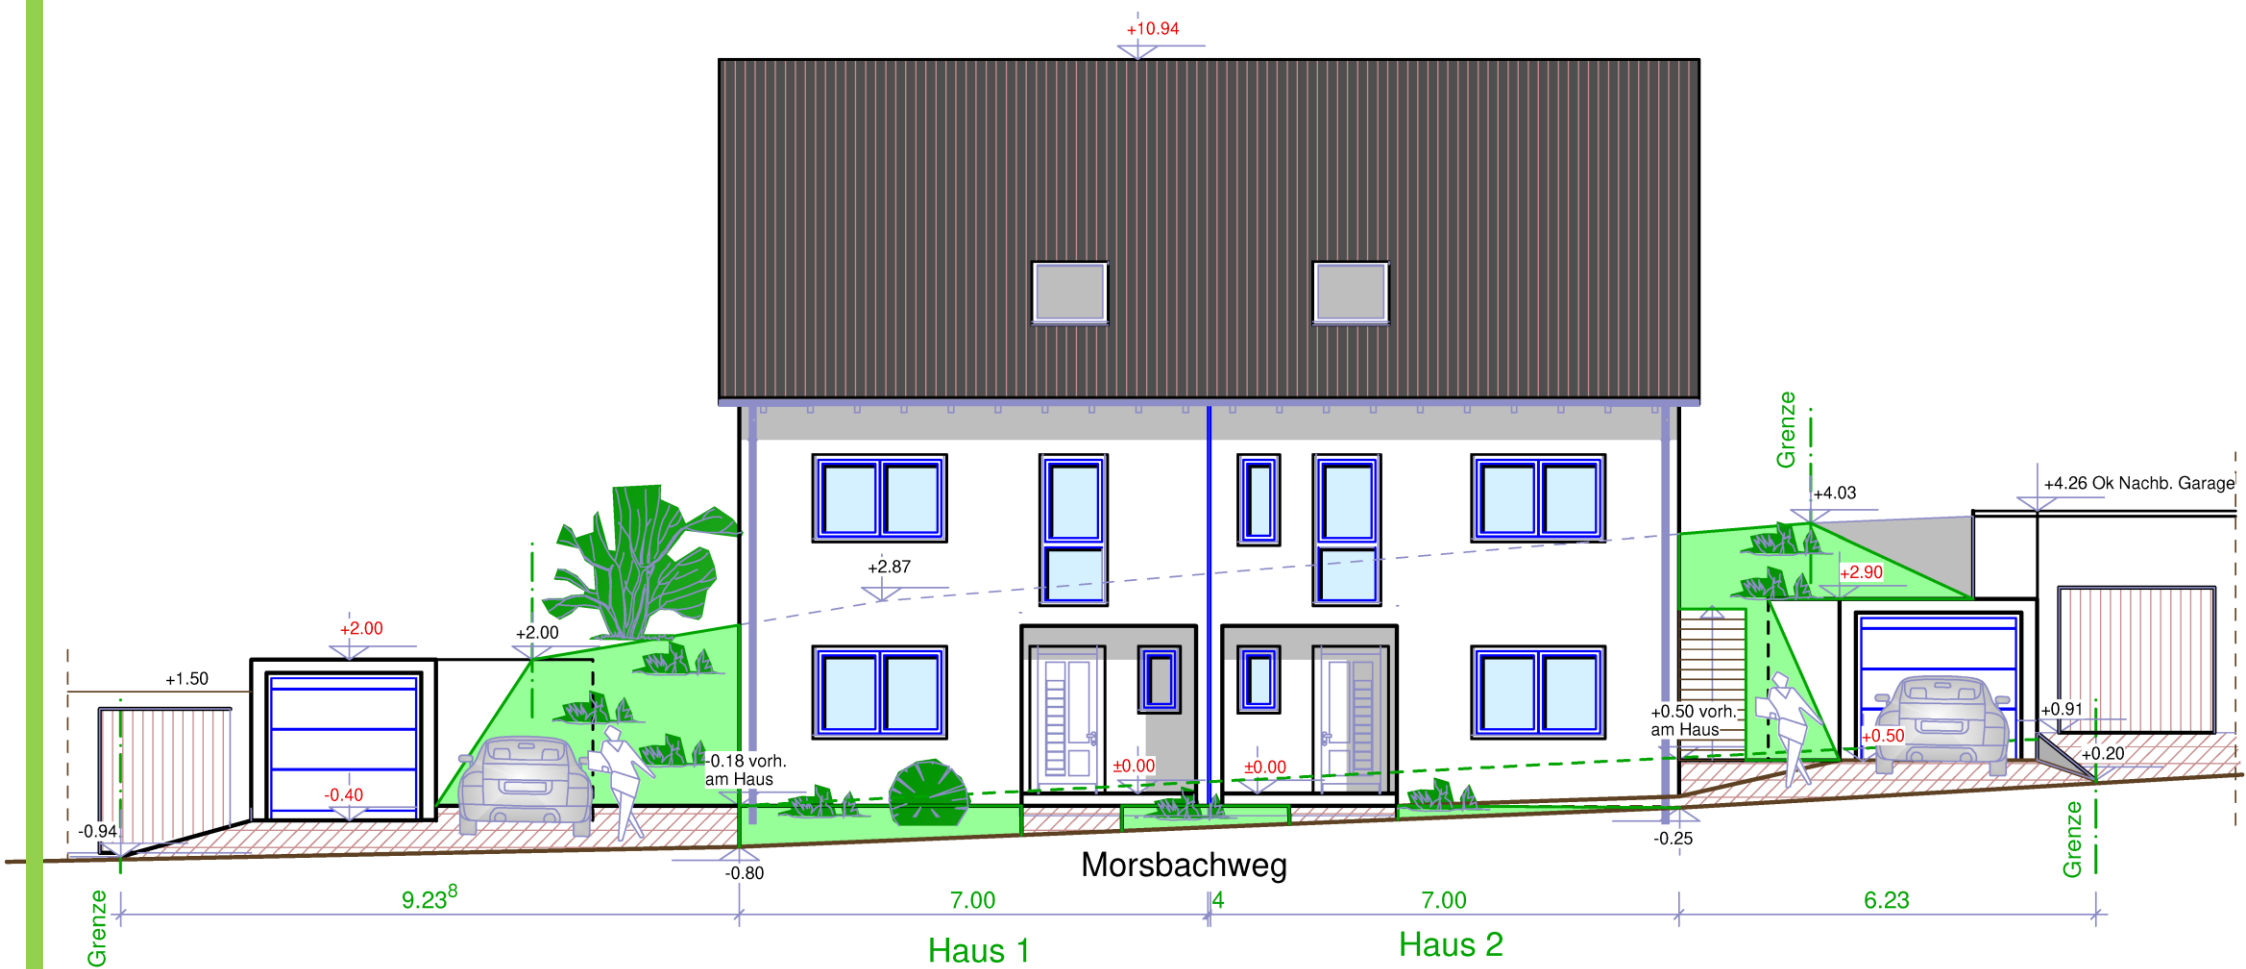 +10.94
Grenze
+4.03
+4.26 Ok Nachb. Garage
+2.87
+2.90
+2.00
+2.00
+1.50
+0.50 vorh.
am Haus
+0.91
+0.50
+0.20
-0.18 vorh.
am Haus
±0.00
±0.00
-0.40
-0.94
-0.25
-0.80
Morsbachweg
Grenze
Grenze
9.23⁸
7.00
4
7.00
6.23
Haus 1
Haus 2